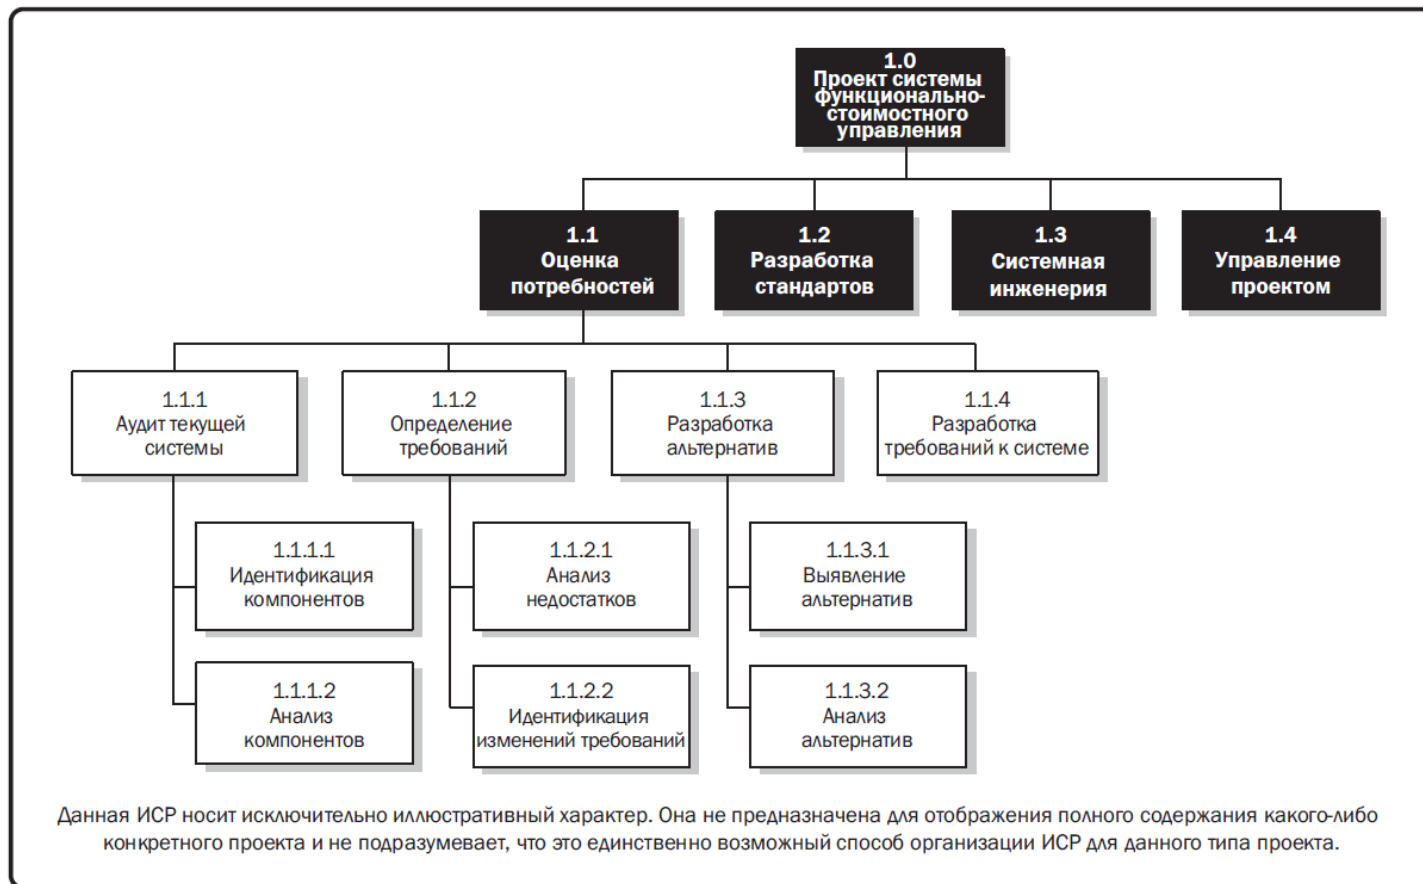 1.0
Проект системы
функционально-
стоимостного
управления
1.1
Оценка
потребностей
1.2
Разработка
стандартов
1.3
Системная
инженерия
1.4
Управление
проектом
1.1.1
Аудит текущей
системы
1.1.2
Определение
требований
1.1.3
Разработка
альтернатив
1.1.4
Разработка
требований к системе
1.1.1.1
Идентификация
компонентов
1.1.2.1
Анализ
недостатков
1.1.3.1
Выявление
альтернатив
1.1.1.2
Анализ
компонентов
1.1.2.2
Идентификация
изменений требований
1.1.3.2
Анализ
альтернатив
Данная ИСР носит исключительно иллюстративный характер. Она не предназначена для отображения полного содержания какого-либо
конкретного проекта и не подразумевает, что это единственно возможный способ организации ИСР для данного типа проекта.